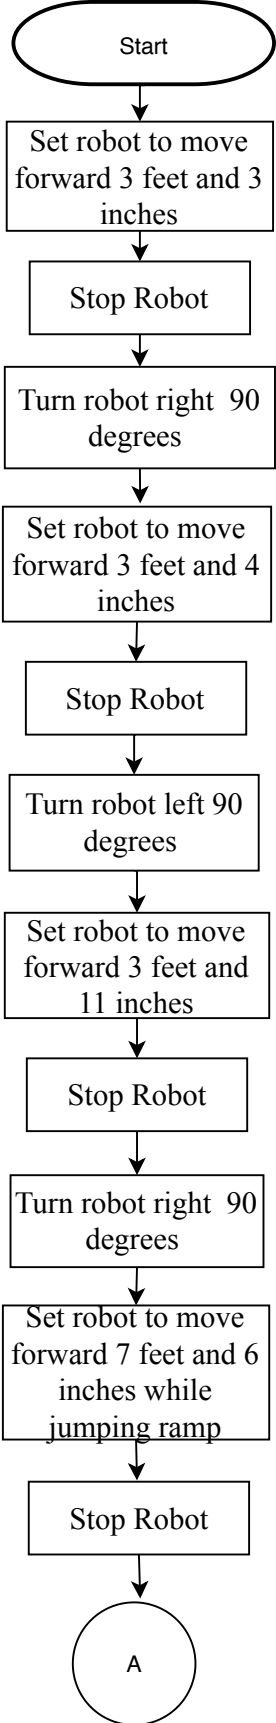 Start
Set robot to move
forward 3 feet and 3
inches
Stop Robot
Turn robot right  90
degrees
Set robot to move
forward 3 feet and 4
inches
Stop Robot
Turn robot left 90
degrees
Set robot to move
forward 3 feet and
11 inches
Stop Robot
Turn robot right  90
degrees
Set robot to move
forward 7 feet and 6
inches while
jumping ramp
Stop Robot
A